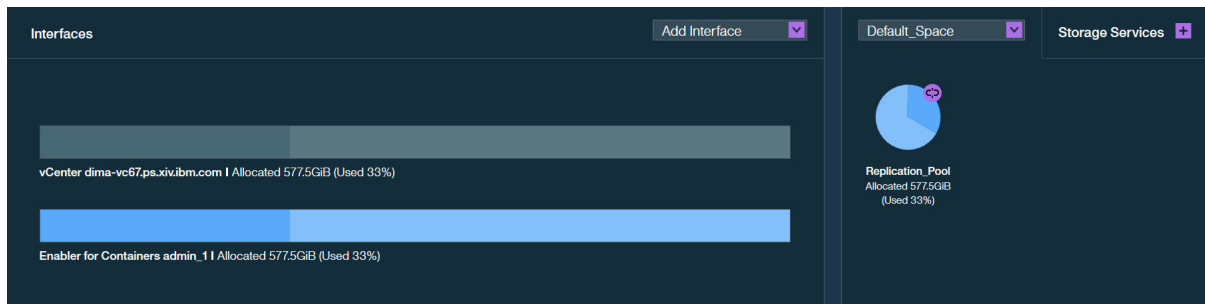 Interfaces
Add Interface
vCenter dima-vc67.ps.xiv.ibm.com I Allocated 577.5GiB (Used 33%)
Enabler for Containers admin_1 I Allocated 577.5GiB (Used 33%)
Default_Space
Storage Services +
Replication_Pool
Allocated 577.5GiB
(Used 33%)